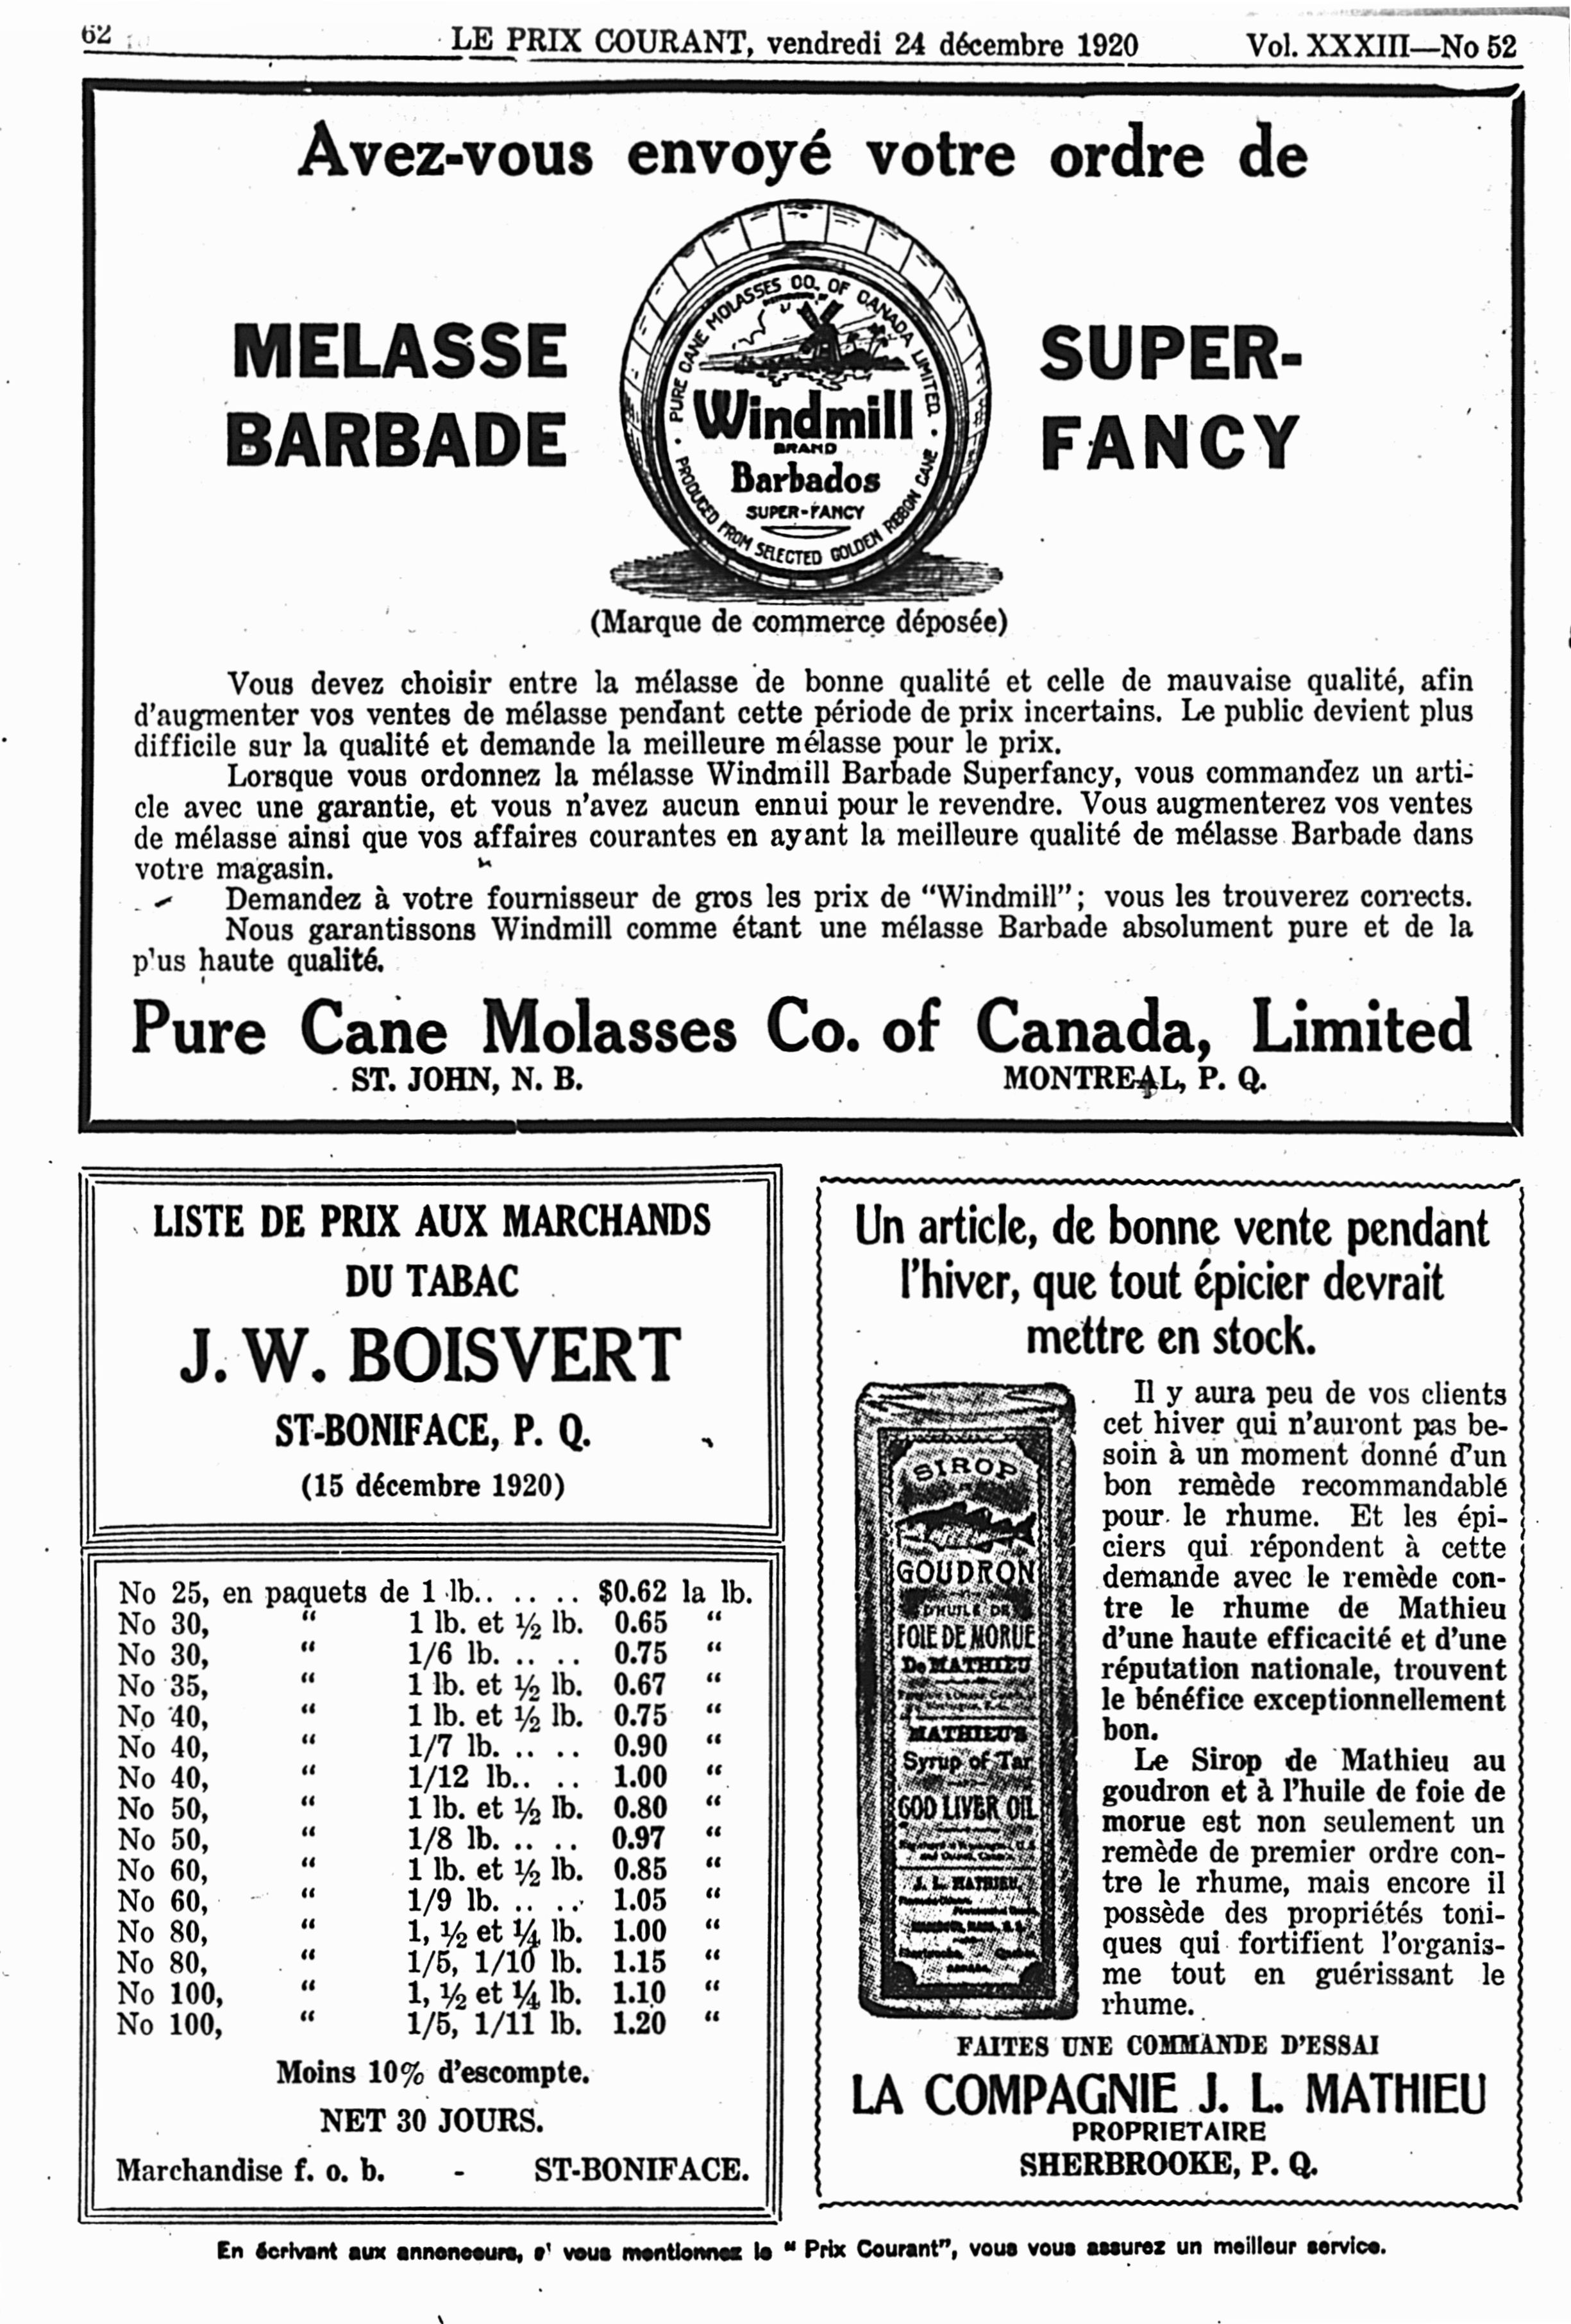 62
LE PRIX COURANT, vendredi 24 décembre 1920
Vol. XXXIII—No 52
Avez-vous envoyé votre ordre de
MELASSE
BARBADE
PURE CANE MOLASSES CO. OF CANADA LIMITED.
Windmill
BRAND
Barbados
SUPER-FANCY
PRODUCED FROM SELECTED GOLDEN RIBBON CANE
SUPER-
FANCY
(Marque de commerce déposée)
Vous devez choisir entre la mélasse de bonne qualité et celle de mauvaise qualité, afin
d'augmenter vos ventes de mélasse pendant cette période de prix incertains. Le public devient plus
difficile sur la qualité et demande la meilleure mélasse pour le prix.
Lorsque vous ordonnez la mélasse Windmill Barbade Superfancy, vous commandez un arti-
cle avec une garantie, et vous n'avez aucun ennui pour le revendre. Vous augmenterez vos ventes
de mélasse ainsi que vos affaires courantes en ayant la meilleure qualité de mélasse Barbade dans
votre magasin.
Demandez à votre fournisseur de gros les prix de "Windmill"; vous les trouverez corrects.
Nous garantissons Windmill comme étant une mélasse Barbade absolument pure et de la
p'us haute qualité.
Pure Cane Molasses Co. of Canada, Limited
ST. JOHN, N. B.
MONTREAL, P. Q.
LISTE DE PRIX AUX MARCHANDS
DU TABAC
J. W. BOISVERT
ST-BONIFACE, P. Q.
(15 décembre 1920)
No 25, en paquets de 1 lb.. .. .. .. $0.62 la lb.
No 30, " 1 lb. et ½ lb. 0.65 "
No 30, " 1/6 lb. .. .. .. 0.75 "
No 35, " 1 lb. et ½ lb. 0.67 "
No 40, " 1 lb. et ½ lb. 0.75 "
No 40, " 1/7 lb. .. .. .. 0.90 "
No 40, " 1/12 lb.. .. .. 1.00 "
No 50, " 1 lb. et ½ lb. 0.80 "
No 50, " 1/8 lb. .. .. .. 0.97 "
No 60, " 1 lb. et ½ lb. 0.85 "
No 60, " 1/9 lb. .. .. .. 1.05 "
No 80, " 1, ½ et ¼ lb. 1.00 "
No 80, " 1/5, 1/10 lb. 1.15 "
No 100, " 1, ½ et ¼ lb. 1.10 "
No 100, " 1/5, 1/11 lb. 1.20 "
Moins 10% d'escompte.
NET 30 JOURS.
Marchandise f. o. b. - ST-BONIFACE.
Un article, de bonne vente pendant
l'hiver, que tout épicier devrait
mettre en stock.
SIROP
GOUDRON
D'HUILE DE
FOIE DE MORUE
De MATHIEU
MATHIEU'S
Syrup of Tar
COD LIVER OIL
J. L. MATHIEU,
Il y aura peu de vos clients
cet hiver qui n'auront pas be-
soin à un moment donné d'un
bon remède recommandable
pour le rhume. Et les épi-
ciers qui répondent à cette
demande avec le remède con-
tre le rhume de Mathieu
d'une haute efficacité et d'une
réputation nationale, trouvent
le bénéfice exceptionnellement
bon.
Le Sirop de Mathieu au
goudron et à l'huile de foie de
morue est non seulement un
remède de premier ordre con-
tre le rhume, mais encore il
possède des propriétés toni-
ques qui fortifient l'organis-
me tout en guérissant le
rhume.
FAITES UNE COMMANDE D'ESSAI
LA COMPAGNIE J. L. MATHIEU
PROPRIETAIRE
SHERBROOKE, P. Q.
En écrivant aux annonceurs, s' vous mentionnez le "Prix Courant", vous vous assurez un meilleur service.